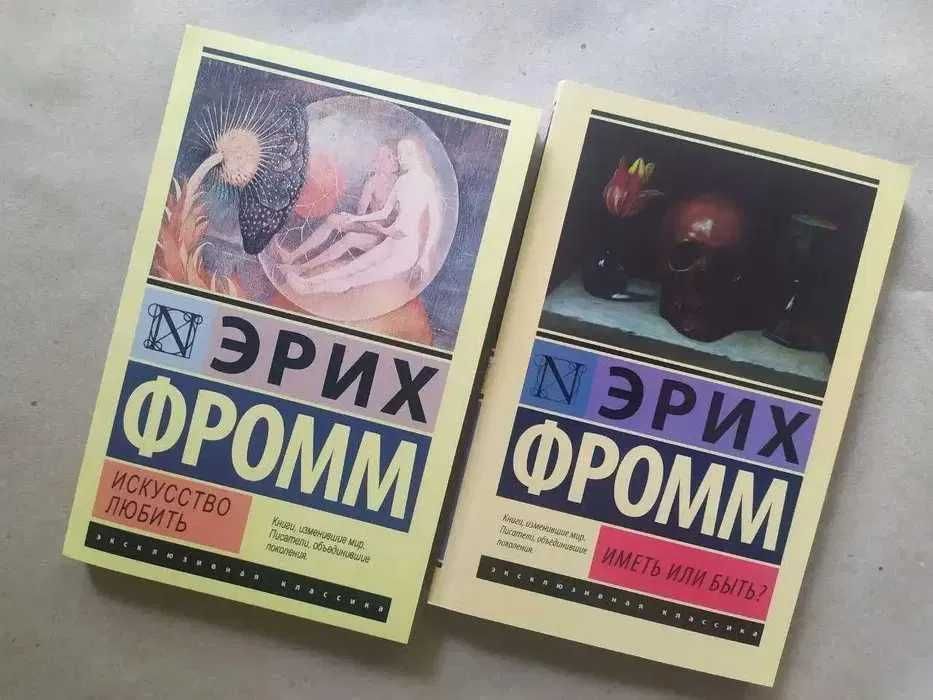 N ЭРИХ
ФРОММ
ИСКУССТВО
ЛЮБИТЬ
Книги, изменившие мир.
Писатели, объединившие
поколения.
эксклюзивная классика
N ЭРИХ
ФРОММ
Книги, изменившие мир.
Писатели, объединившие
поколения.
ИМЕТЬ ИЛИ БЫТЬ?
эксклюзивная классика